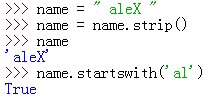 >>> name = " aleX "
>>> name = name.strip()
>>> name
'aleX'
>>> name.startswith('al')
True